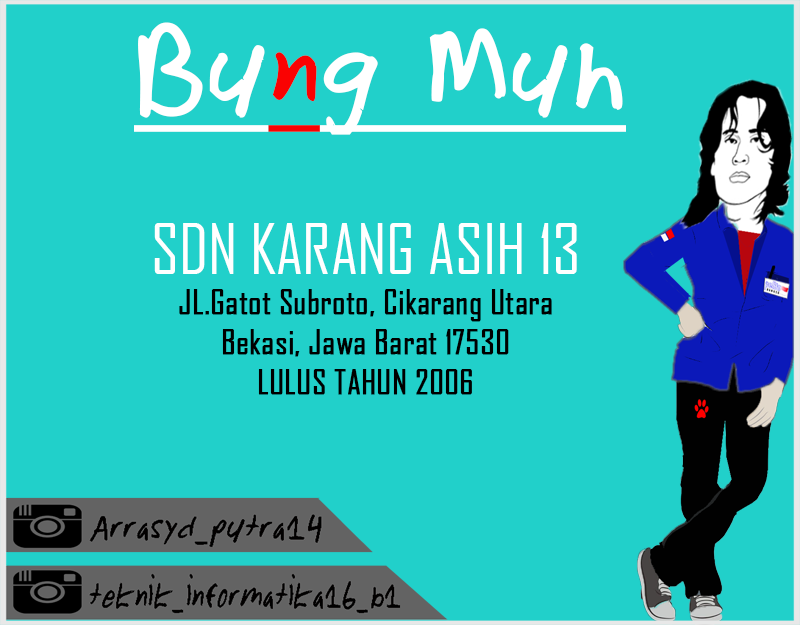 Bung Muh
SDN KARANG ASIH 13
JL.Gatot Subroto, Cikarang Utara
Bekasi, Jawa Barat 17530
LULUS TAHUN 2006
Arrasyd_putra14
teknik_informatika16_b1